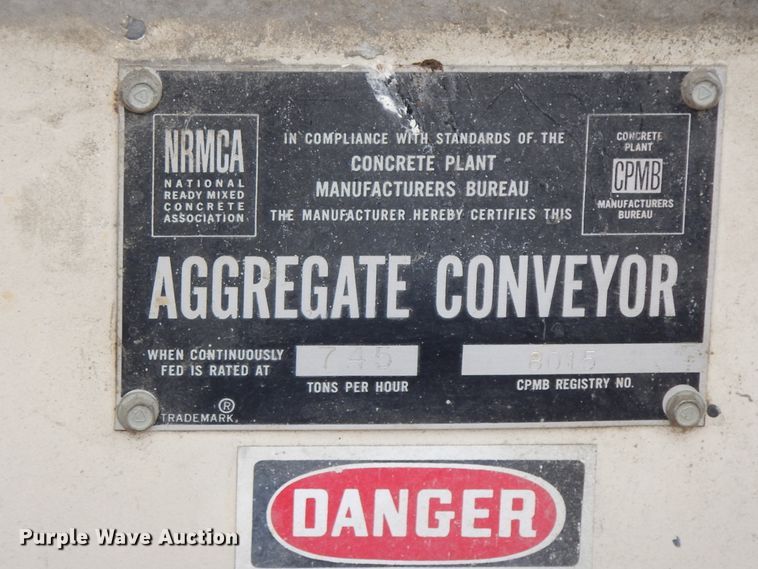 NRMCA
NATIONAL
READY MIXED
CONCRETE
ASSOCIATION
IN COMPLIANCE WITH STANDARDS OF THE
CONCRETE PLANT
MANUFACTURERS BUREAU
THE MANUFACTURER HEREBY CERTIFIES THIS
CONCRETE
PLANT
CPMB
MANUFACTURERS
BUREAU
AGGREGATE CONVEYOR
WHEN CONTINUOUSLY
FED IS RATED AT
745
TONS PER HOUR
8015
CPMB REGISTRY NO.
TRADEMARK ®
DANGER
Purple Wave Auction